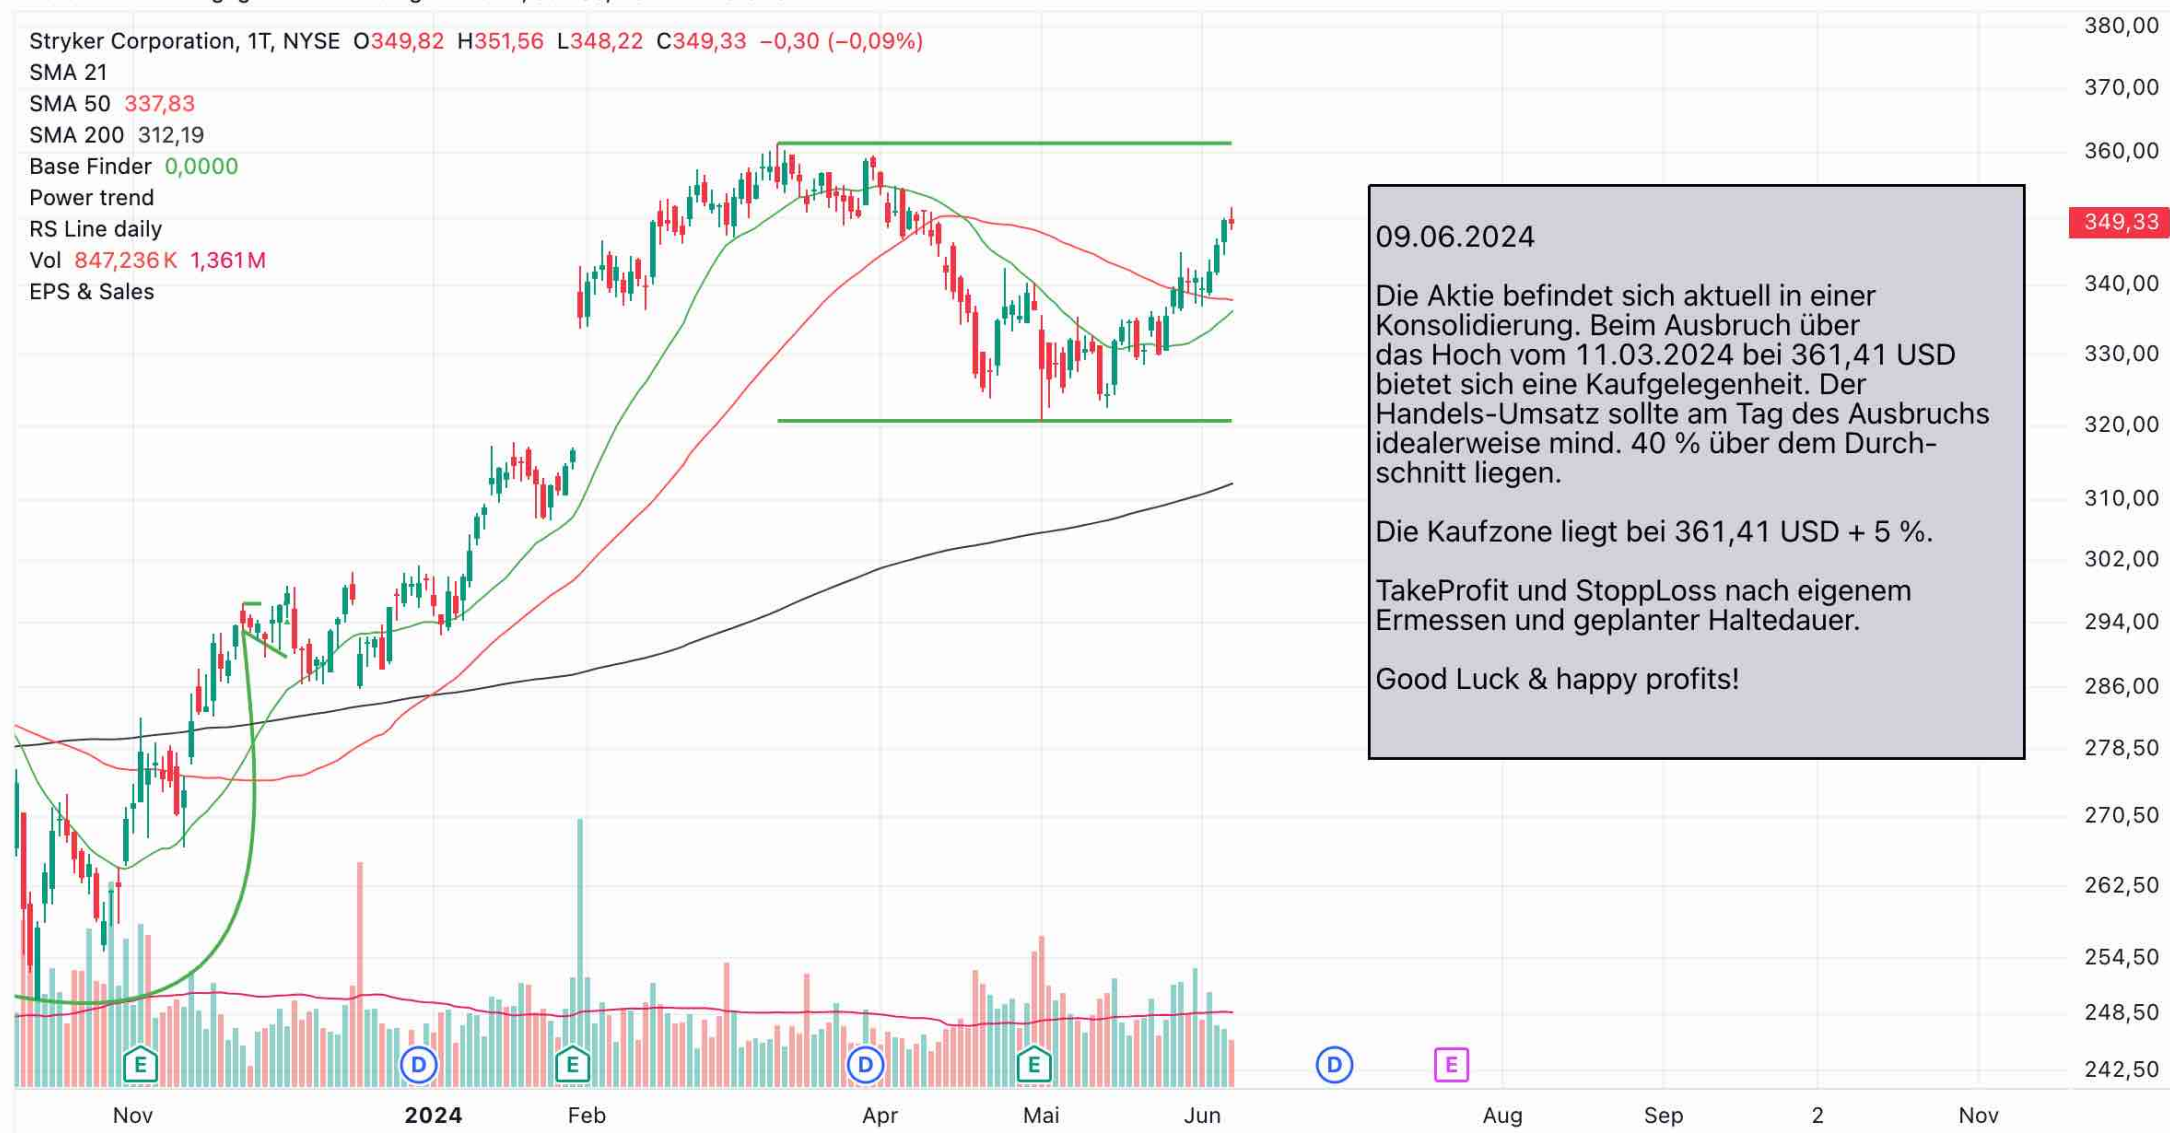 Stryker Corporation, 1T, NYSE O349,82 H351,56 L348,22 C349,33 −0,30 (−0,09%)
SMA 21
SMA 50 337,83
SMA 200 312,19
Base Finder 0,0000
Power trend
RS Line daily
Vol 847,236K 1,361M
EPS & Sales
380,00
370,00
360,00
349,33
340,00
330,00
320,00
310,00
302,00
294,00
286,00
278,50
270,50
262,50
254,50
248,50
242,50
09.06.2024
Die Aktie befindet sich aktuell in einer
Konsolidierung. Beim Ausbruch über
das Hoch vom 11.03.2024 bei 361,41 USD
bietet sich eine Kaufgelegenheit. Der
Handels-Umsatz sollte am Tag des Ausbruchs
idealerweise mind. 40 % über dem Durch-
schnitt liegen.
Die Kaufzone liegt bei 361,41 USD + 5 %.
TakeProfit und StoppLoss nach eigenem
Ermessen und geplanter Haltedauer.
Good Luck & happy profits!
E D E D E D E
Nov 2024 Feb Apr Mai Jun Aug Sep 2 Nov